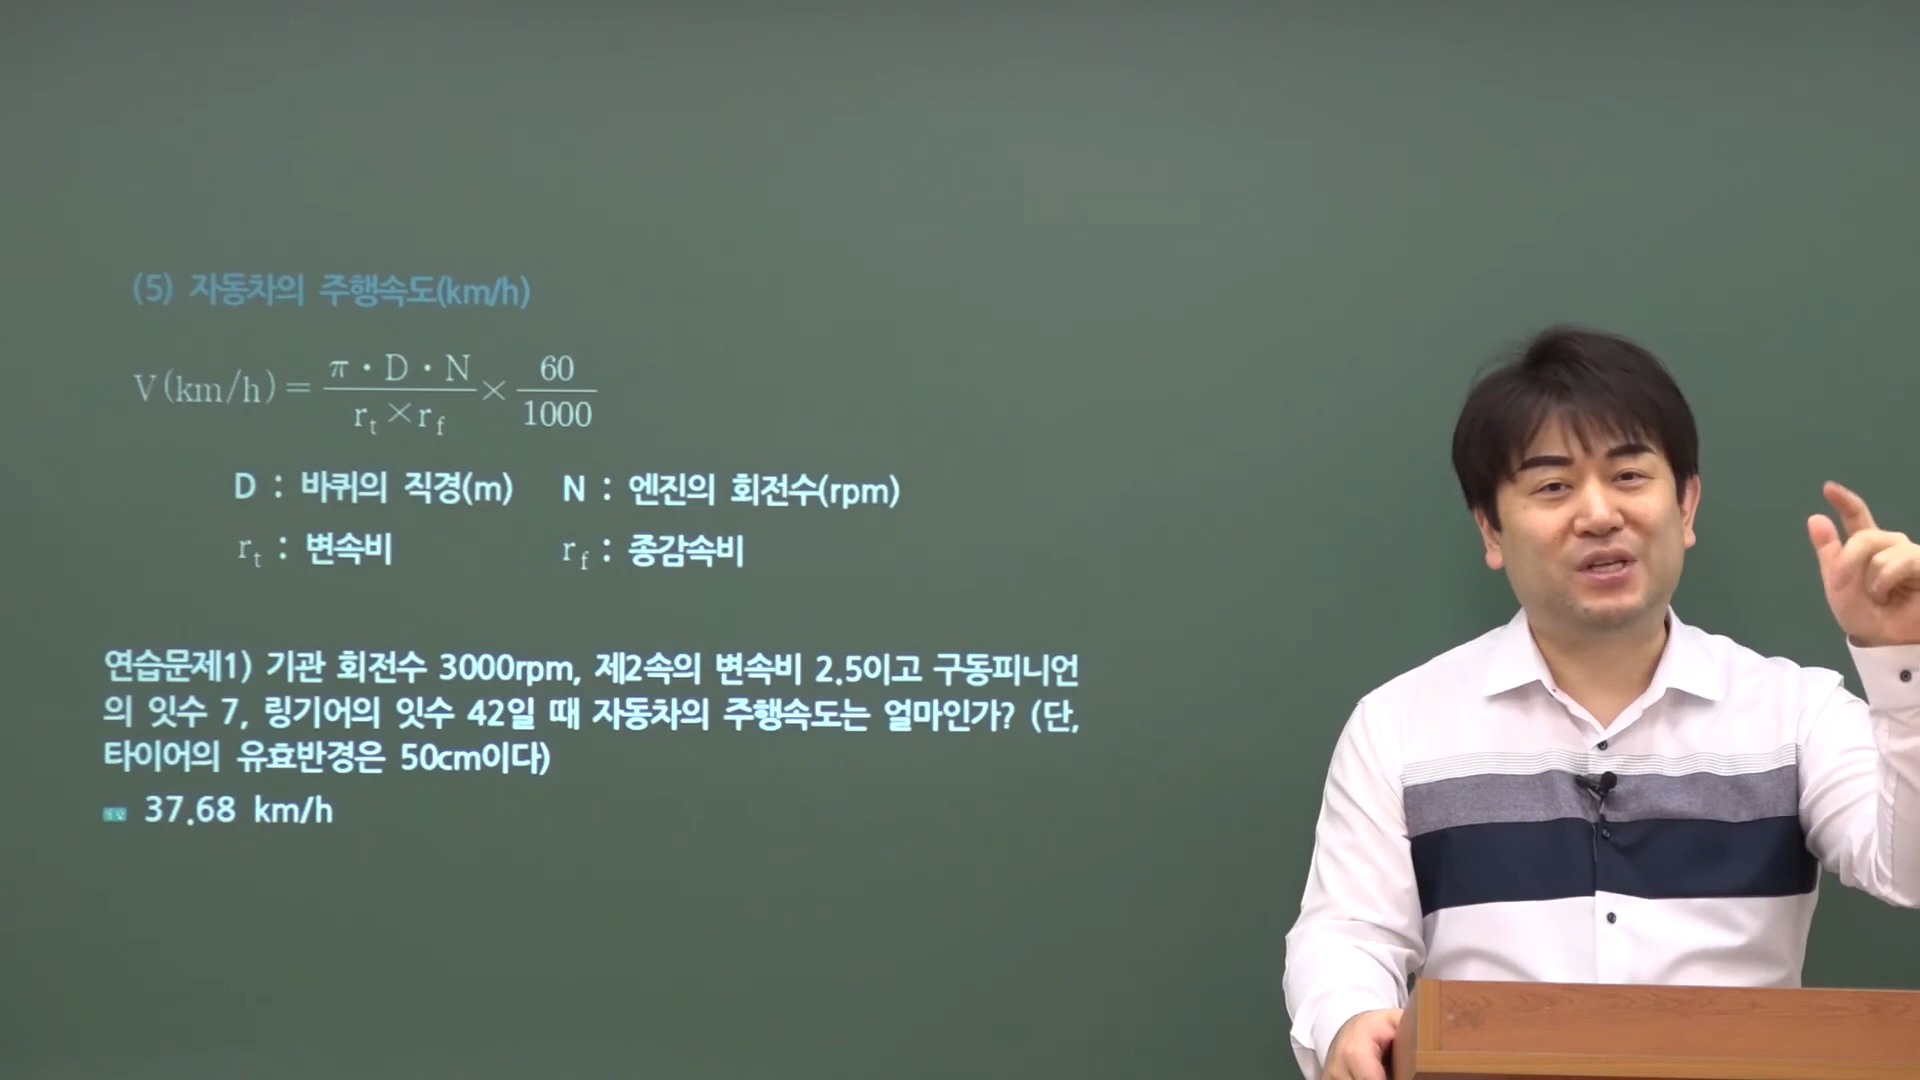 (5) 자동차의 주행속도(km/h)
V(km/h) = π · D · N / r_t × r_f × 60 / 1000
D : 바퀴의 직경(m) N : 엔진의 회전수(rpm)
r_t : 변속비 r_f : 종감속비
연습문제1) 기관 회전수 3000rpm, 제2속의 변속비 2.5이고 구동피니언
의 잇수 7, 링기어의 잇수 42일 때 자동차의 주행속도는 얼마인가? (단,
타이어의 유효반경은 50cm이다)
37.68 km/h